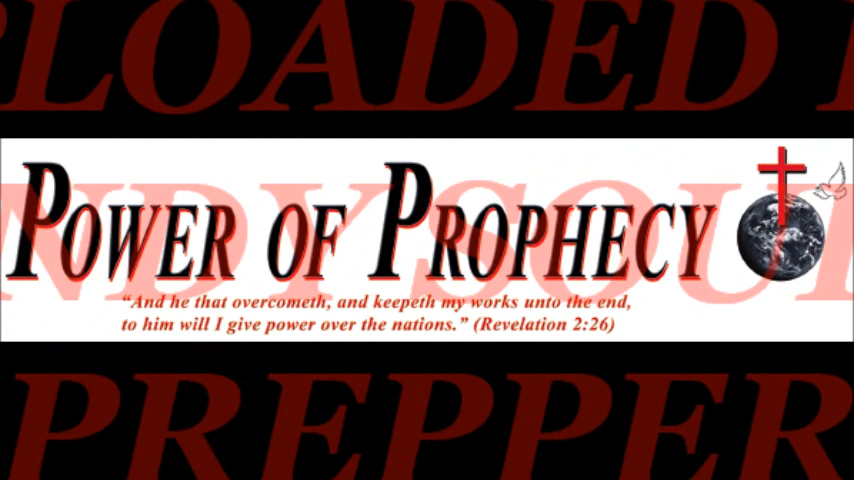 LOADED
POWER OF PROPHECY
NDYSOUL
“And he that overcometh, and keepeth my works unto the end,
to him will I give power over the nations.” (Revelation 2:26)
PREPPER